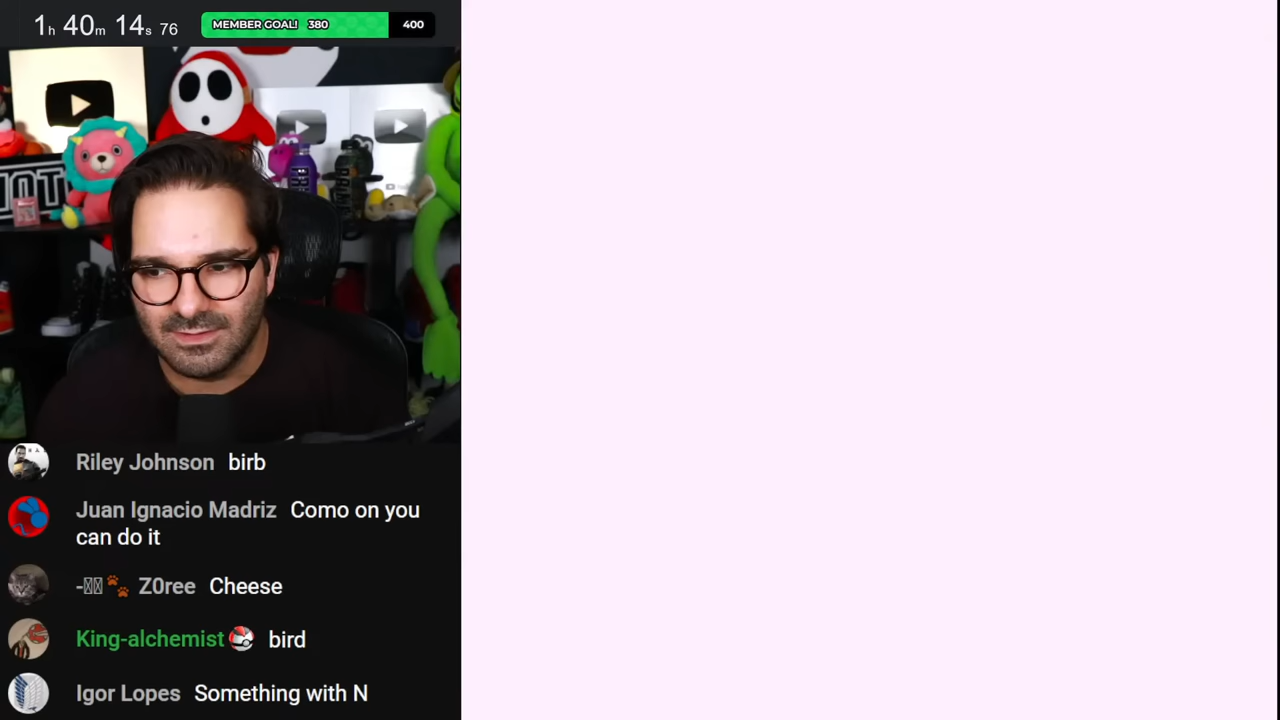 1h 40m 14s 76
MEMBER GOAL! 380
400
Riley Johnson birb
Juan Ignacio Madriz Como on you
can do it
Z0ree Cheese
King-alchemist bird
Igor Lopes Something with N